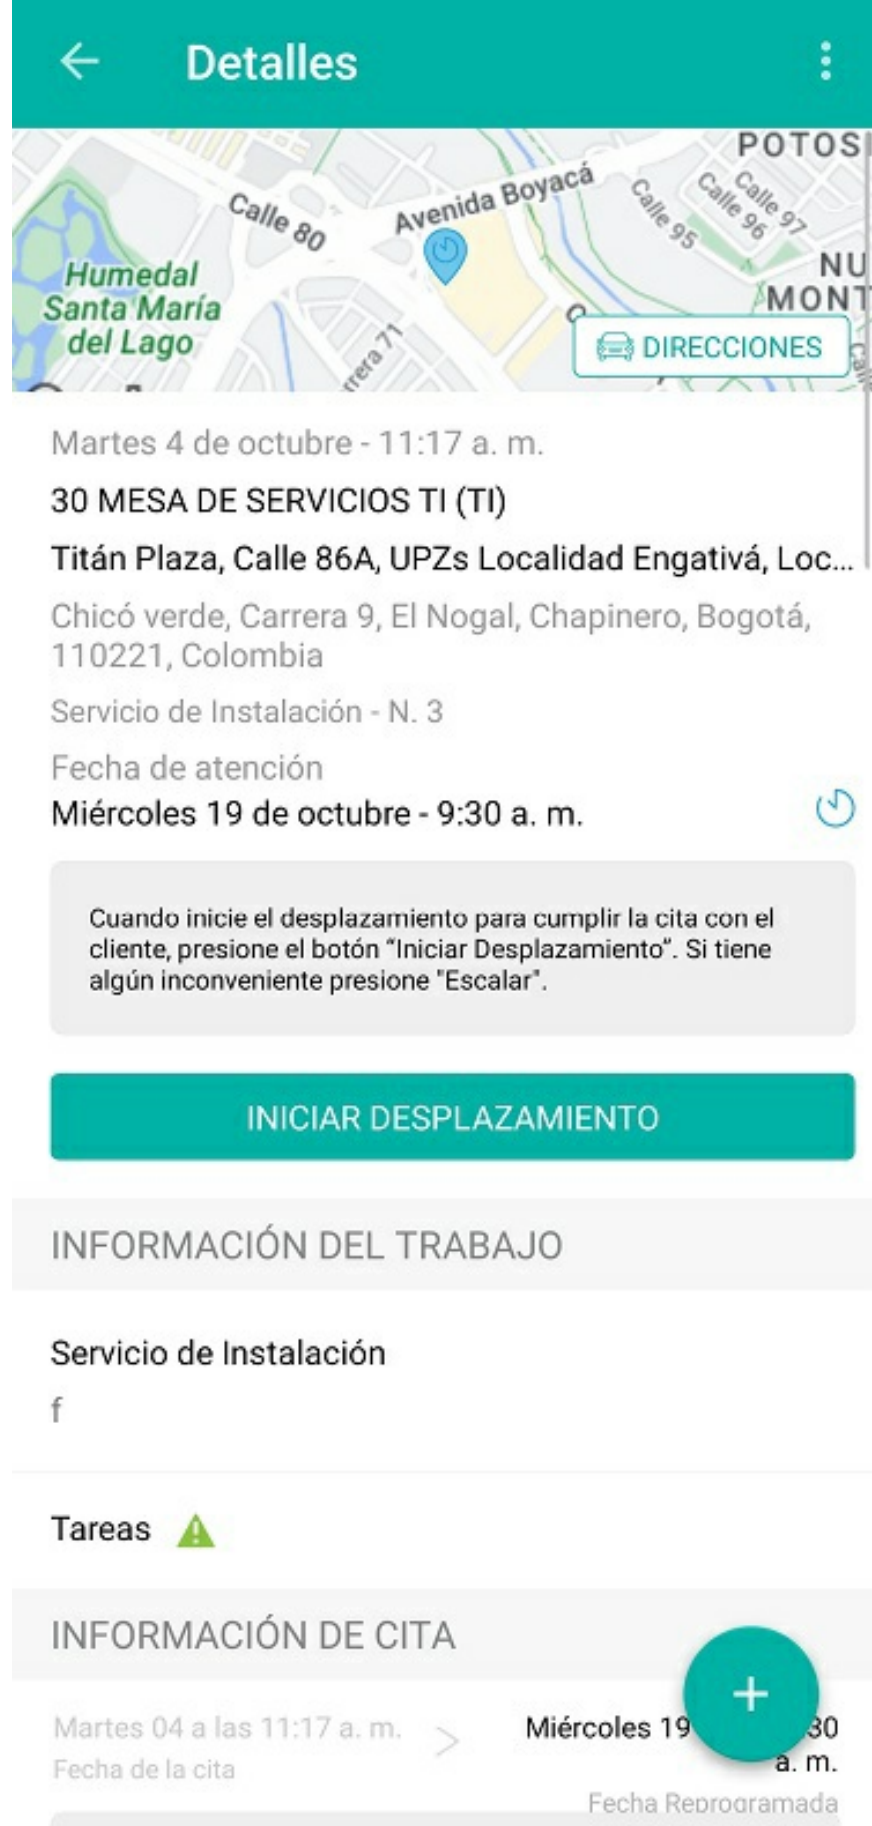 Detalles
POTOS
Calle 80
Avenida Boyacá
Calle 95
Calle 96
Calle 97
Humedal
Santa María
del Lago
NU
MONT
rrera 71
DIRECCIONES
Martes 4 de octubre - 11:17 a. m.
30 MESA DE SERVICIOS TI (TI)
Titán Plaza, Calle 86A, UPZs Localidad Engativá, Loc...
Chicó verde, Carrera 9, El Nogal, Chapinero, Bogotá,
110221, Colombia
Servicio de Instalación - N. 3
Fecha de atención
Miércoles 19 de octubre - 9:30 a. m.
Cuando inicie el desplazamiento para cumplir la cita con el
cliente, presione el botón “Iniciar Desplazamiento”. Si tiene
algún inconveniente presione "Escalar".
INICIAR DESPLAZAMIENTO
INFORMACIÓN DEL TRABAJO
Servicio de Instalación
f
Tareas
INFORMACIÓN DE CITA
Martes 04 a las 11:17 a. m. > Miércoles 19 30
a. m.
Fecha de la cita
Fecha Reprogramada